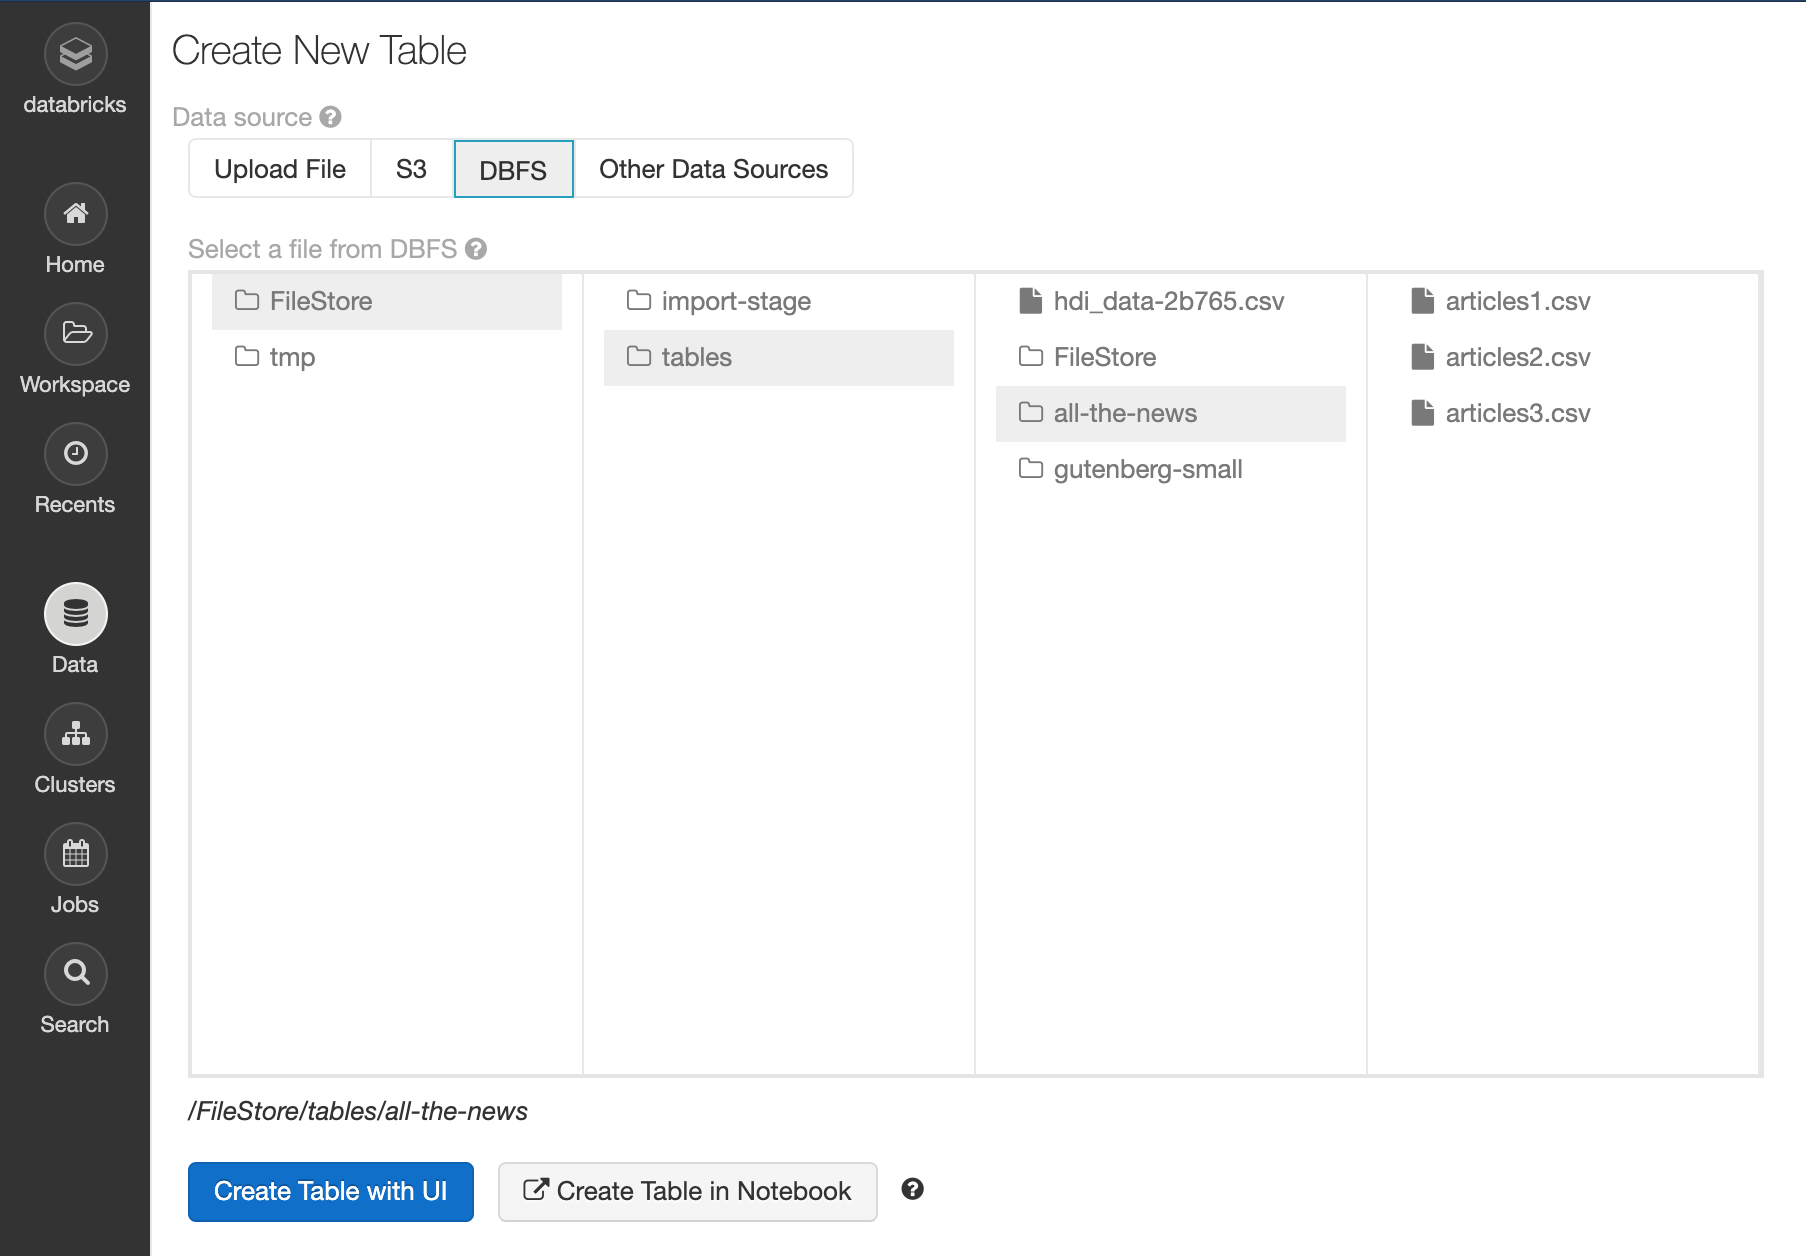 databricks
Home
Workspace
Recents
Data
Clusters
Jobs
Search
Create New Table
Data source ?
Upload File S3 DBFS Other Data Sources
Select a file from DBFS ?
FileStore
tmp
import-stage
tables
hdi_data-2b765.csv
FileStore
all-the-news
gutenberg-small
articles1.csv
articles2.csv
articles3.csv
/FileStore/tables/all-the-news
Create Table with UI Create Table in Notebook ?